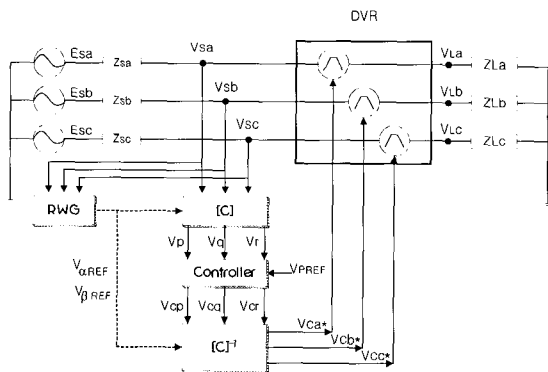 DVR
Esa Zsa Vsa VLa ZLa
Esb Zsb Vsb VLb ZLb
Esc Zsc Vsc VLc ZLc
RWG [C]
Vp Vq Vr
VαREF
VβREF
Controller VPREF
Vcp Vcq Vcr
[C]⁻¹
Vca*
Vcb*
Vcc*